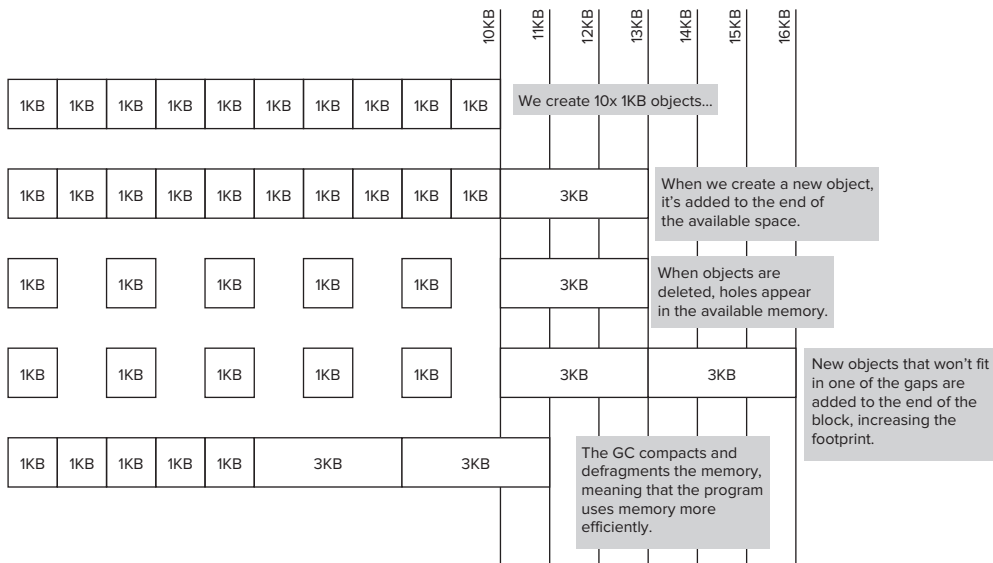 10KB 11KB 12KB 13KB 14KB 15KB 16KB
1KB 1KB 1KB 1KB 1KB 1KB 1KB 1KB 1KB 1KB
We create 10x 1KB objects...
1KB 1KB 1KB 1KB 1KB 1KB 1KB 1KB 1KB 1KB 3KB
When we create a new object,
it's added to the end of
the available space.
1KB 1KB 1KB 1KB 1KB 3KB
When objects are
deleted, holes appear
in the available memory.
1KB 1KB 1KB 1KB 1KB 3KB 3KB
New objects that won't fit
in one of the gaps are
added to the end of the
block, increasing the
footprint.
1KB 1KB 1KB 1KB 1KB 3KB 3KB
The GC compacts and
defragments the memory,
meaning that the program
uses memory more
efficiently.